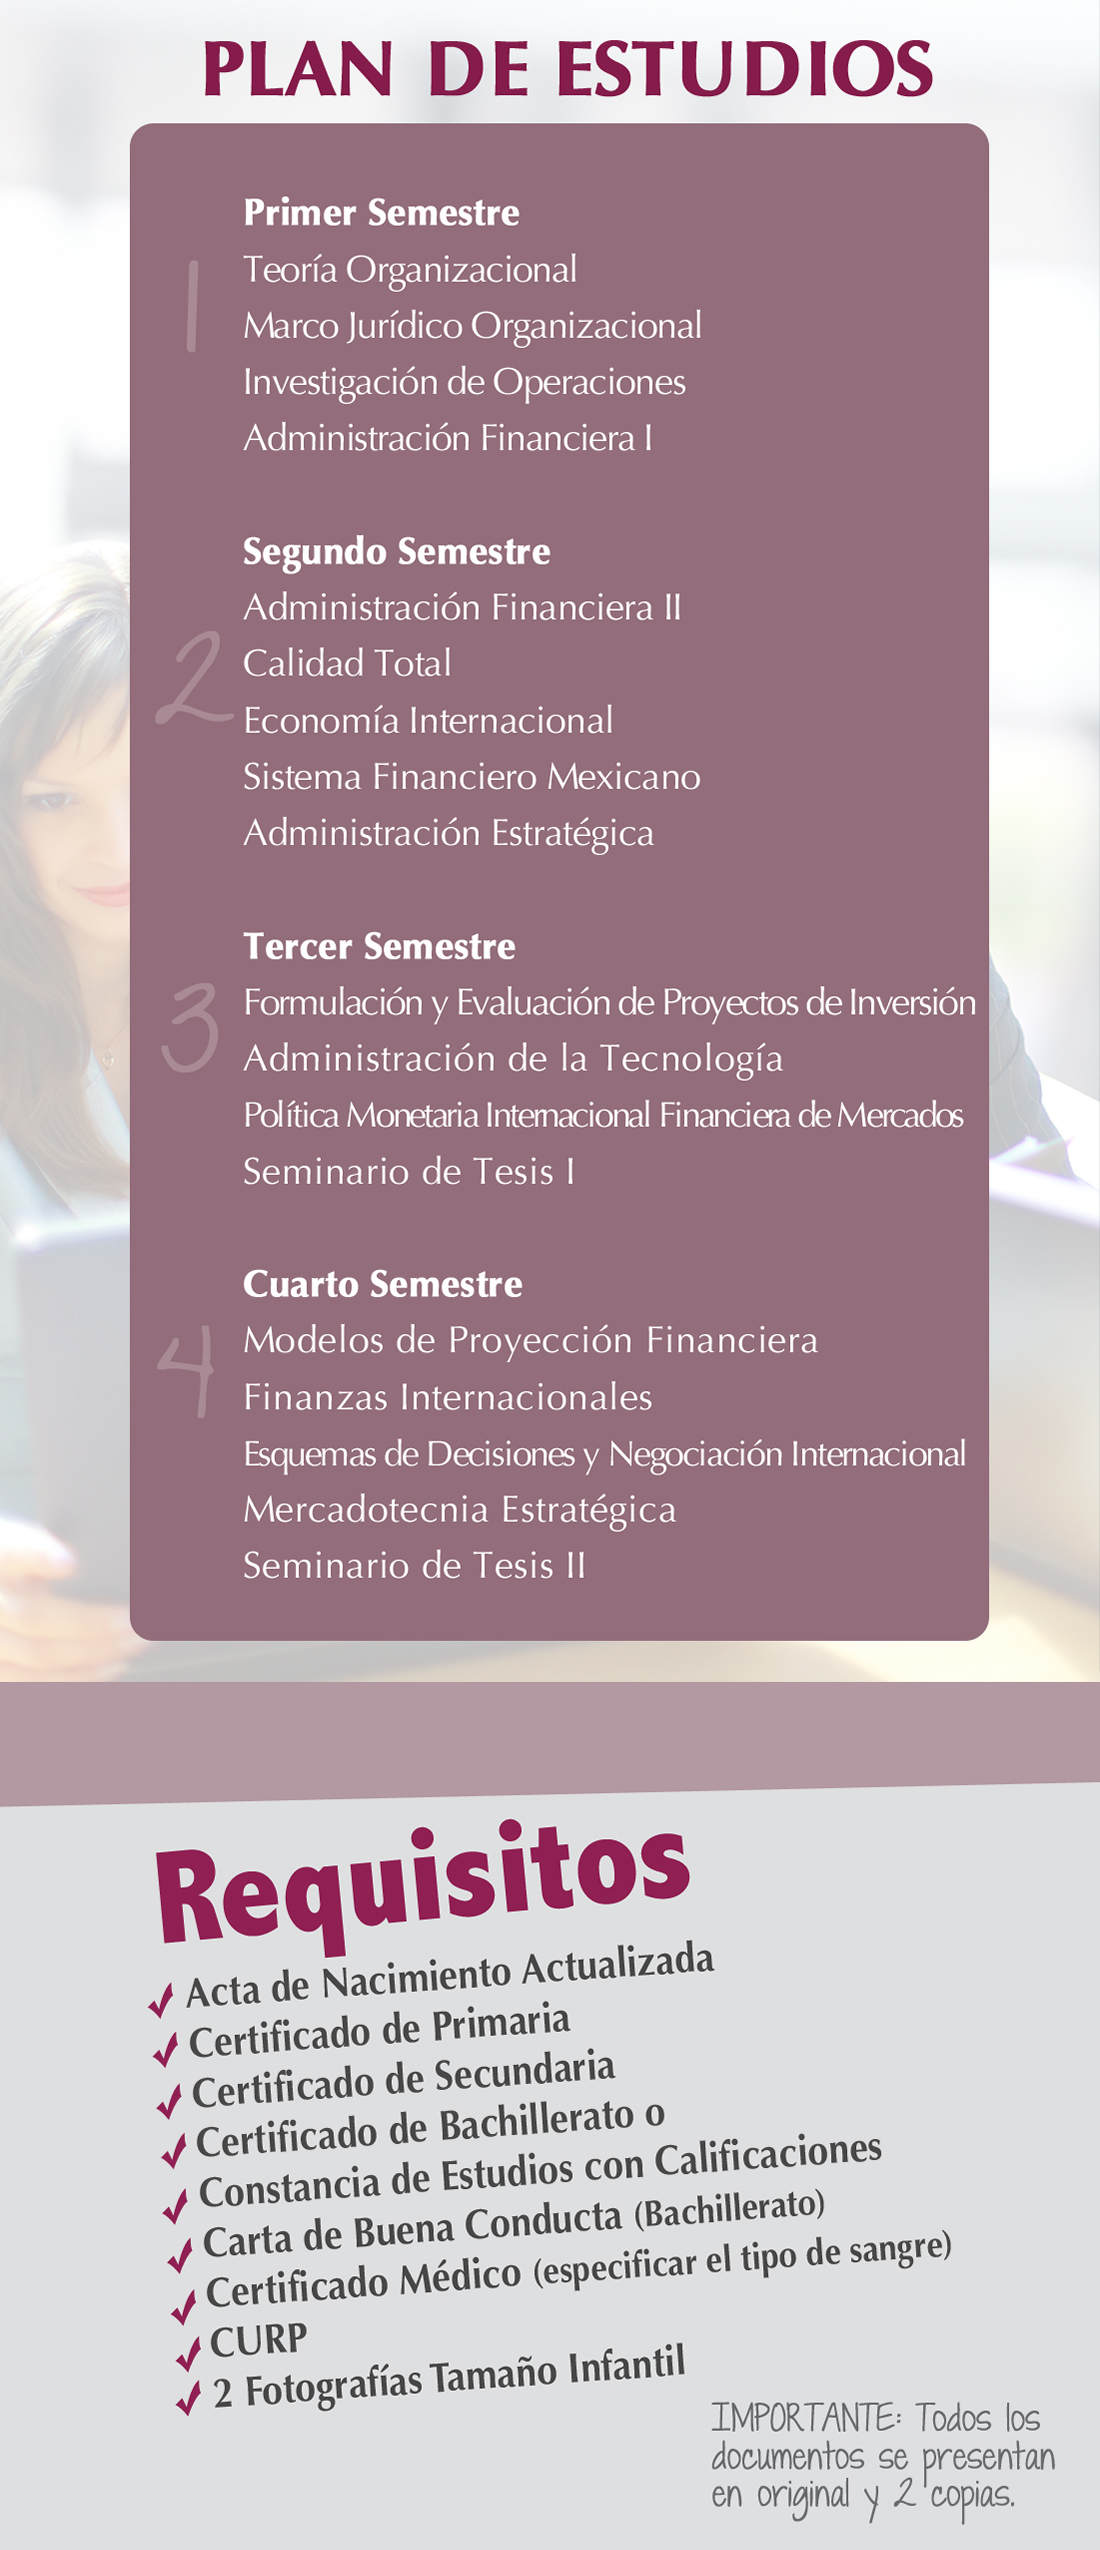 PLAN DE ESTUDIOS
1
Primer Semestre
Teoría Organizacional
Marco Jurídico Organizacional
Investigación de Operaciones
Administración Financiera I
2
Segundo Semestre
Administración Financiera II
Calidad Total
Economía Internacional
Sistema Financiero Mexicano
Administración Estratégica
3
Tercer Semestre
Formulación y Evaluación de Proyectos de Inversión
Administración de la Tecnología
Política Monetaria Internacional Financiera de Mercados
Seminario de Tesis I
4
Cuarto Semestre
Modelos de Proyección Financiera
Finanzas Internacionales
Esquemas de Decisiones y Negociación Internacional
Mercadotecnia Estratégica
Seminario de Tesis II
Requisitos
Acta de Nacimiento Actualizada
Certificado de Primaria
Certificado de Secundaria
Certificado de Bachillerato o
Constancia de Estudios con Calificaciones
Carta de Buena Conducta (Bachillerato)
Certificado Médico (especificar el tipo de sangre)
CURP
2 Fotografías Tamaño Infantil
IMPORTANTE: Todos los
documentos se presentan
en original y 2 copias.